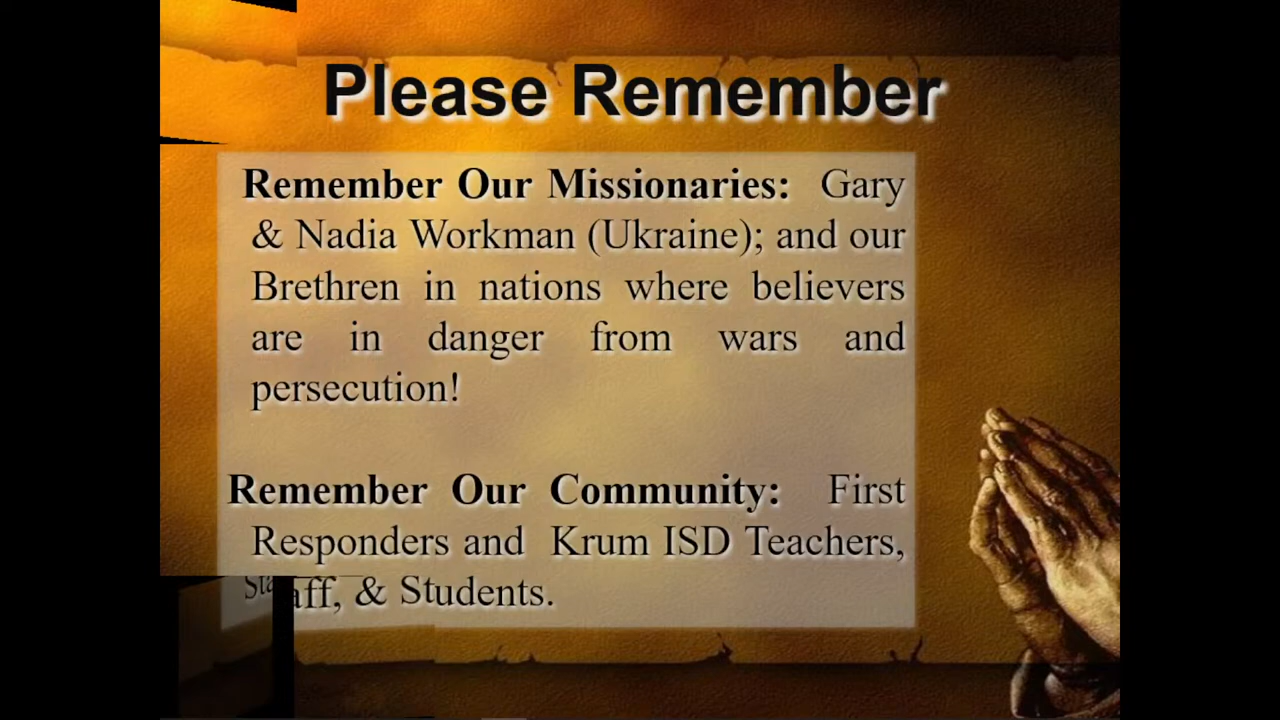 Please Remember
Remember Our Missionaries: Gary
& Nadia Workman (Ukraine); and our
Brethren in nations where believers
are in danger from wars and
persecution!
Remember Our Community: First
Responders and Krum ISD Teachers,
Staff, & Students.